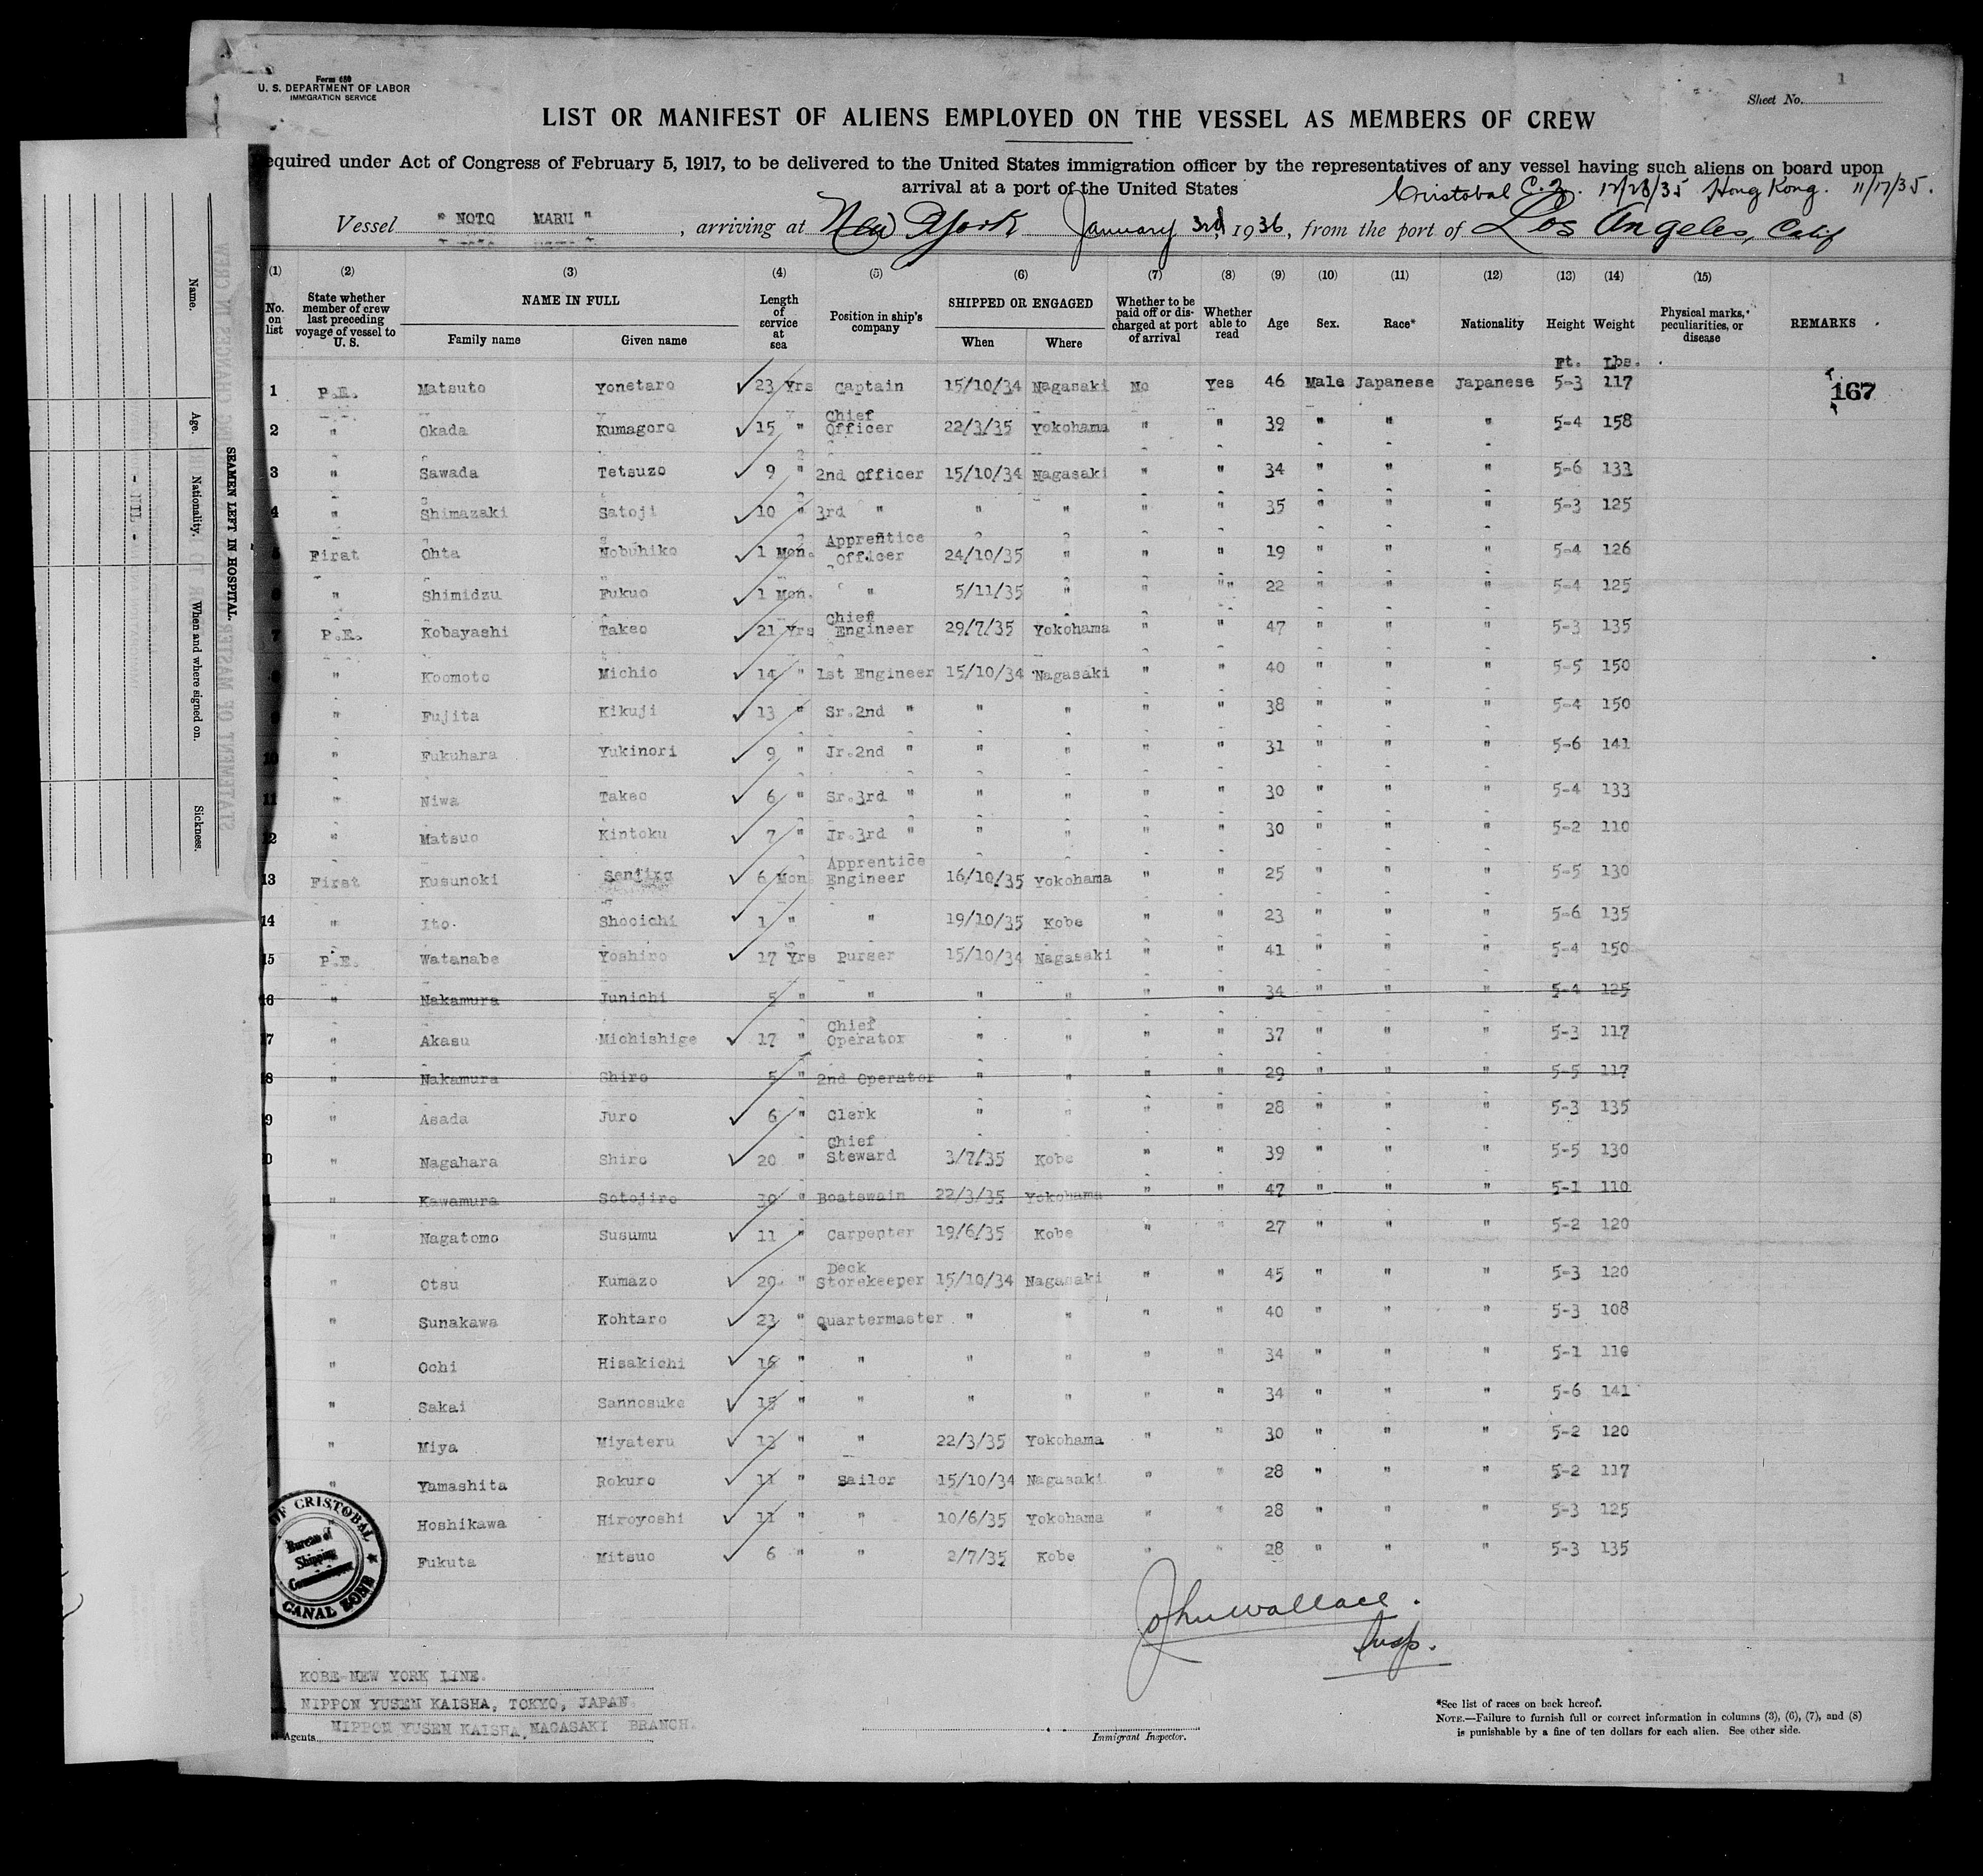 Form 680
U. S. DEPARTMENT OF LABOR
IMMIGRATION SERVICE
1
Sheet No.
LIST OR MANIFEST OF ALIENS EMPLOYED ON THE VESSEL AS MEMBERS OF CREW
equired under Act of Congress of February 5, 1917, to be delivered to the United States immigration officer by the representatives of any vessel having such aliens on board upon
arrival at a port of the United States
Cristobal C.Z. 12/28/35 Hong Kong. 11/17/35.
Vessel " NOTO MARU ", arriving at New York January 3rd, 1936, from the port of Los Angeles, Calif
(1) (2) (3) (4) (5) (6) (7) (8) (9) (10) (11) (12) (13) (14) (15)
No. on list
State whether member of crew last preceding voyage of vessel to U. S.
NAME IN FULL
Family name
Given name
Length of service at sea
Position in ship's company
SHIPPED OR ENGAGED
When
Where
Whether to be paid off or discharged at port of arrival
Whether able to read
Age
Sex.
Race*
Nationality
Height
Weight
Physical marks, peculiarities, or disease
REMARKS
Ft. Lbs.
1 P.E. Matsuto Yonetaro 23 Yrs Captain 15/10/34 Nagasaki No Yes 46 Male Japanese Japanese 5-3 117 167
2 " Okada Kumagoro 15 " Chief Officer 22/3/35 Yokohama " " 39 " " " 5-4 158
3 " Sawada Tetsuzo 9 " 2nd Officer 15/10/34 Nagasaki " " 34 " " " 5-6 133
4 " Shimazaki Satoji 10 " 3rd " " " " " 35 " " " 5-3 125
5 First Ohta Nobuhiko 1 Mon. Apprentice Officer 24/10/35 " " " 19 " " " 5-4 126
6 " Shimidzu Fukuo 1 Mon. " 5/11/35 " " "" 22 " " " 5-4 125
7 P.E. Kobayashi Takeo 21 Yrs Chief Engineer 29/7/35 Yokohama " " 47 " " " 5-3 135
8 " Koomoto Michio 14 " 1st Engineer 15/10/34 Nagasaki " " 40 " " " 5-5 150
9 " Fujita Kikuji 13 " Sr.2nd " " " " " 38 " " " 5-4 150
10 " Fukuhara Yukinori 9 " Jr.2nd " " " " " 31 " " " 5-6 141
11 " Niwa Takeo 6 " Sr.3rd " " " " " 30 " " " 5-4 133
12 " Matsuo Kintoku 7 " Jr.3rd " " " " " 30 " " " 5-2 110
13 First Kusunoki Senjiro 6 Mon. Apprentice Engineer 16/10/35 Yokohama " " 25 " " " 5-5 130
14 " Ito. Shooichi 1 " " 19/10/35 Kobe " " 23 " " " 5-6 135
15 P.E. Watanabe Yoshiro 17 Yrs Purser 15/10/34 Nagasaki " " 41 " " " 5-4 150
16 " Nakamura Junichi 5 " " " " " " 34 " " " 5-4 125
17 " Akasu Michishige 17 " Chief Operator " " " " 37 " " " 5-3 117
18 " Nakamura Shiro 5 " 2nd Operator " " " " 29 " " " 5-5 117
9 " Asada Juro 6 " Clerk " " " " 28 " " " 5-3 135
0 " Nagahara Shiro 20 " Chief Steward 3/7/35 Kobe " " 39 " " " 5-5 130
" Kawamura Sotojiro 30 " Boatswain 22/3/35 Yokohama " " 47 " " " 5-1 110
" Nagatomo Susumu 11 " Carpenter 19/6/35 Kobe " " 27 " " " 5-2 120
" Otsu Kumazo 20 " Deck Storekeeper 15/10/34 Nagasaki " " 45 " " " 5-3 120
" Sunakawa Kohtaro 23 " Quartermaster " " " " 40 " " " 5-3 108
" Ochi Hisakichi 16 " " " " " " 34 " " " 5-1 110
" Sakai Sannosuke 15 " " " " " " 34 " " " 5-6 141
" Miya Miyateru 13 " " 22/3/35 Yokohama " " 30 " " " 5-2 120
" Yamashita Rokuro 11 " Sailor 15/10/34 Nagasaki " " 28 " " " 5-2 117
Hoshikawa Hiroyoshi 11 " " 10/6/35 Yokohama " " 28 " " " 5-3 125
Fukuta Mitsuo 6 " " 2/7/35 Kobe " " 28 " " " 5-3 135
OF CRISTOBAL
Bureau of
Shipping
Commissioner
CANAL ZONE
John Wallace.
Insp.
KOBE-NEW YORK LINE.
NIPPON YUSEN KAISHA, TOKYO, JAPAN.
NIPPON YUSEN KAISHA, NAGASAKI BRANCH.
Agents
Immigrant Inspector.
*See list of races on back hereof.
NOTE.—Failure to furnish full or correct information in columns (3), (6), (7), and (8)
is punishable by a fine of ten dollars for each alien. See other side.
SEAMEN LEFT IN HOSPITAL.
Name.
Age.
Nationality.
When and where signed on.
Sickness.
- NIL -